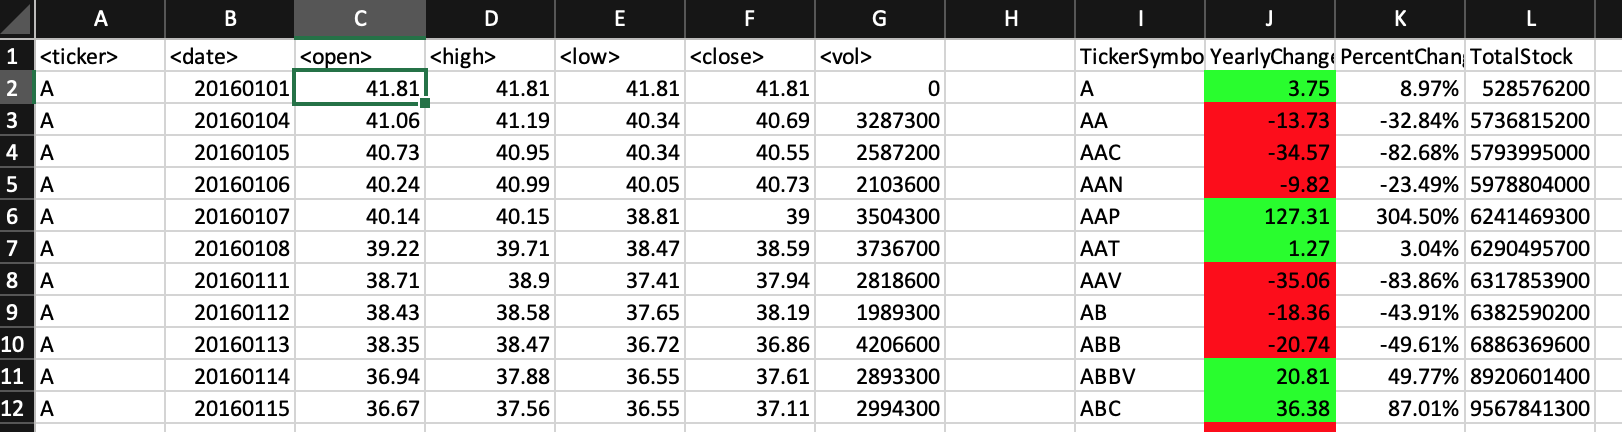 A B C D E F G H I J K L
1 <ticker> <date> <open> <high> <low> <close> <vol> TickerSymbo YearlyChange PercentChan TotalStock
2 A 20160101 41.81 41.81 41.81 41.81 0 A 3.75 8.97% 528576200
3 A 20160104 41.06 41.19 40.34 40.69 3287300 AA -13.73 -32.84% 5736815200
4 A 20160105 40.73 40.95 40.34 40.55 2587200 AAC -34.57 -82.68% 5793995000
5 A 20160106 40.24 40.99 40.05 40.73 2103600 AAN -9.82 -23.49% 5978804000
6 A 20160107 40.14 40.15 38.81 39 3504300 AAP 127.31 304.50% 6241469300
7 A 20160108 39.22 39.71 38.47 38.59 3736700 AAT 1.27 3.04% 6290495700
8 A 20160111 38.71 38.9 37.41 37.94 2818600 AAV -35.06 -83.86% 6317853900
9 A 20160112 38.43 38.58 37.65 38.19 1989300 AB -18.36 -43.91% 6382590200
10 A 20160113 38.35 38.47 36.72 36.86 4206600 ABB -20.74 -49.61% 6886369600
11 A 20160114 36.94 37.88 36.55 37.61 2893300 ABBV 20.81 49.77% 8920601400
12 A 20160115 36.67 37.56 36.55 37.11 2994300 ABC 36.38 87.01% 9567841300